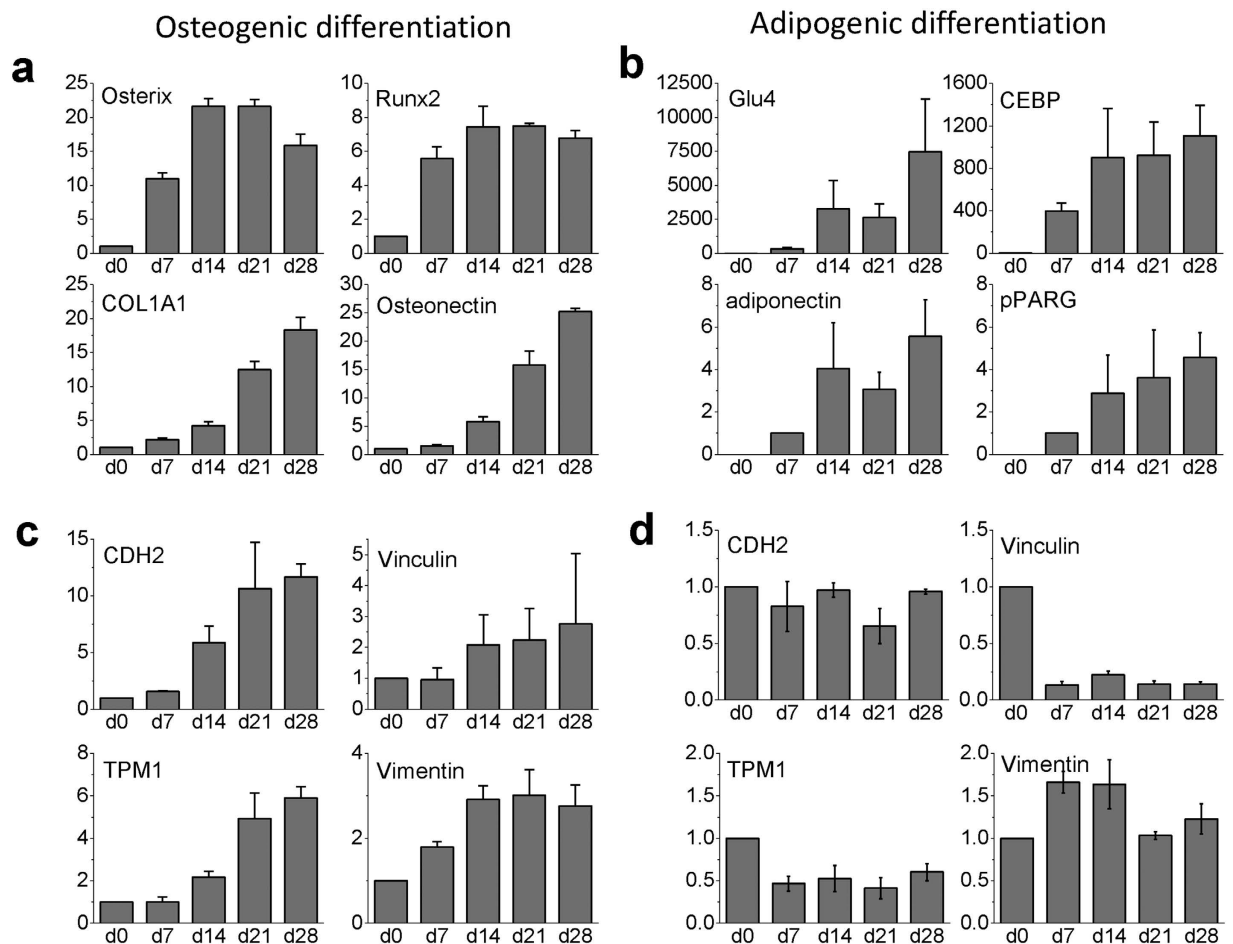 Osteogenic differentiation
Adipogenic differentiation
a
Osterix
25
20
15
10
5
0
d0 d7 d14 d21 d28
Runx2
10
8
6
4
2
0
d0 d7 d14 d21 d28
COL1A1
25
20
15
10
5
0
d0 d7 d14 d21 d28
Osteonectin
30
25
20
15
10
5
0
d0 d7 d14 d21 d28
b
Glu4
12500
10000
7500
5000
2500
0
d0 d7 d14 d21 d28
CEBP
1600
1200
800
400
0
d0 d7 d14 d21 d28
adiponectin
8
6
4
2
0
d0 d7 d14 d21 d28
pPARG
8
6
4
2
0
d0 d7 d14 d21 d28
c
CDH2
15
10
5
0
d0 d7 d14 d21 d28
Vinculin
5
4
3
2
1
0
d0 d7 d14 d21 d28
TPM1
8
6
4
2
0
d0 d7 d14 d21 d28
Vimentin
4
2
0
d0 d7 d14 d21 d28
d
CDH2
1.5
1.0
0.5
0.0
d0 d7 d14 d21 d28
Vinculin
1.5
1.0
0.5
0.0
d0 d7 d14 d21 d28
TPM1
2.0
1.5
1.0
0.5
0.0
d0 d7 d14 d21 d28
Vimentin
2.0
1.5
1.0
0.5
0.0
d0 d7 d14 d21 d28